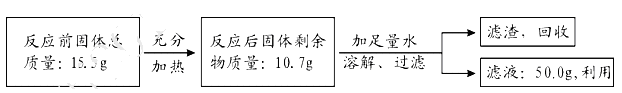 反应前固体总
质量：15.5g
充分
加热
反应后固体剩余
物质量：10.7g
加足量水
溶解、过滤
滤渣，回收
滤液：50.0g,利用